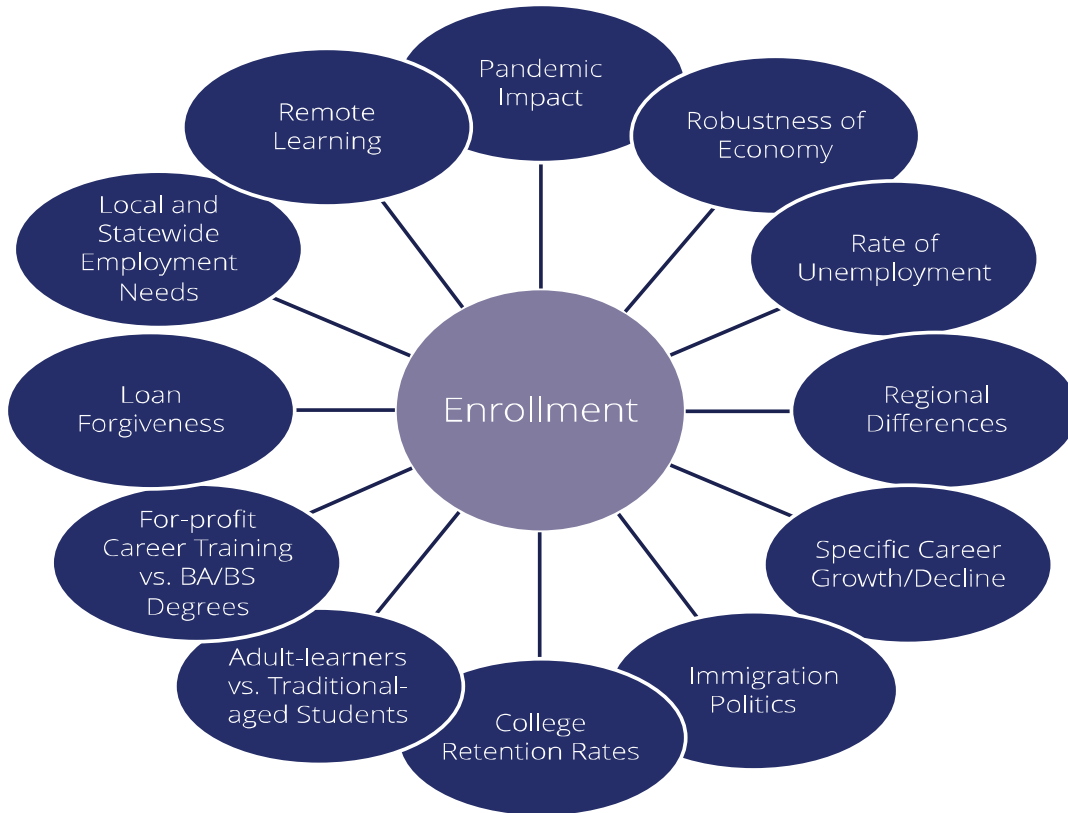 Pandemic
Impact
Robustness of
Economy
Rate of
Unemployment
Regional
Differences
Specific Career
Growth/Decline
Immigration
Politics
College
Retention Rates
Adult-learners
vs. Traditional-
aged Students
For-profit
Career Training
vs. BA/BS
Degrees
Loan
Forgiveness
Local and
Statewide
Employment
Needs
Remote
Learning
Enrollment